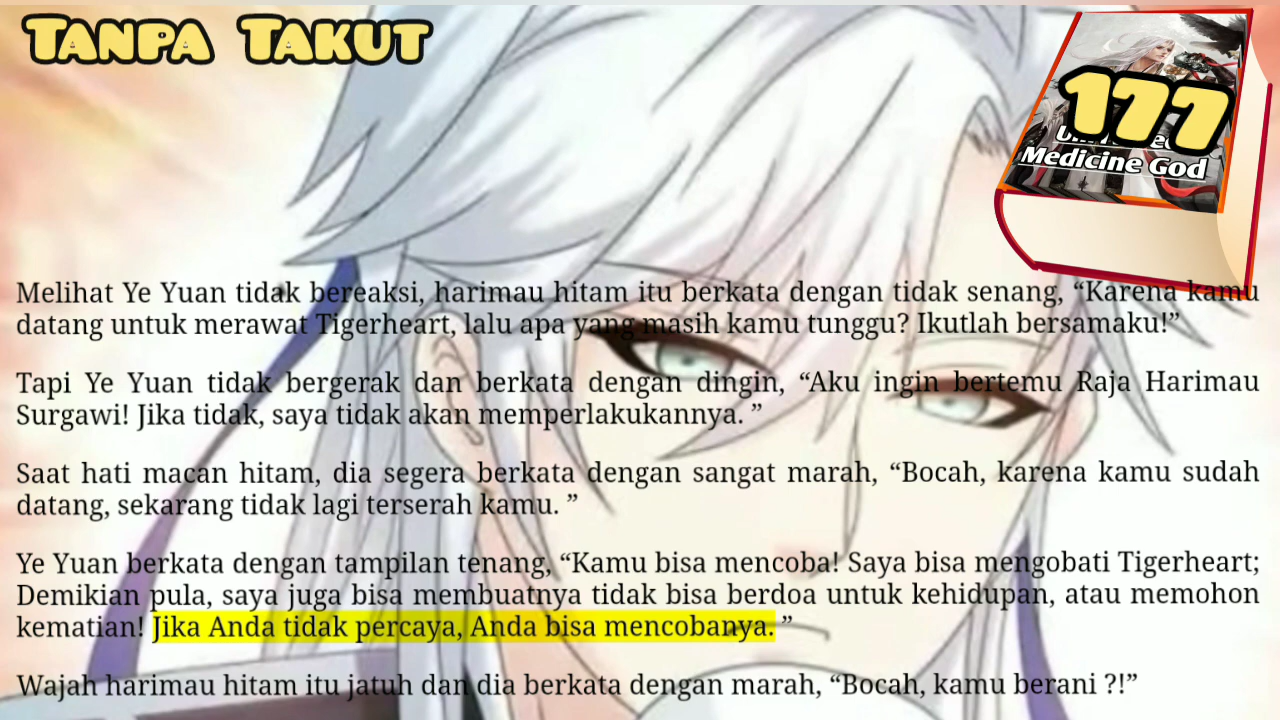 Tanpa Takut
177
Medicine God
Melihat Ye Yuan tidak bereaksi, harimau hitam itu berkata dengan tidak senang, “Karena kamu
datang untuk merawat Tigerheart, lalu apa yang masih kamu tunggu? Ikutlah bersamaku!”
Tapi Ye Yuan tidak bergerak dan berkata dengan dingin, “Aku ingin bertemu Raja Harimau
Surgawi! Jika tidak, saya tidak akan memperlakukannya. ”
Saat hati macan hitam, dia segera berkata dengan sangat marah, “Bocah, karena kamu sudah
datang, sekarang tidak lagi terserah kamu. ”
Ye Yuan berkata dengan tampilan tenang, “Kamu bisa mencoba! Saya bisa mengobati Tigerheart;
Demikian pula, saya juga bisa membuatnya tidak bisa berdoa untuk kehidupan, atau memohon
kematian! Jika Anda tidak percaya, Anda bisa mencobanya. ”
Wajah harimau hitam itu jatuh dan dia berkata dengan marah, “Bocah, kamu berani ?!”